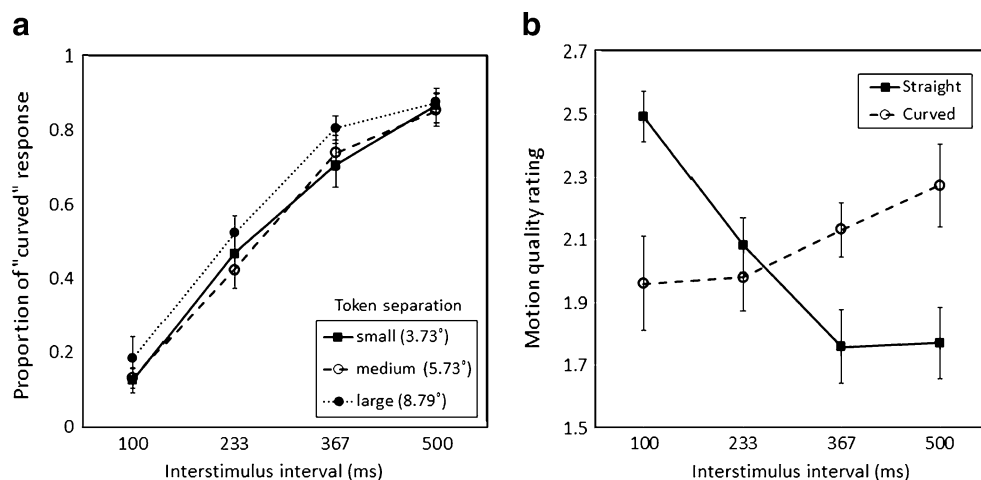 a
Proportion of "curved" response
1
0.8
0.6
0.4
0.2
0
100 233 367 500
Interstimulus interval (ms)
Token separation
small (3.73°)
medium (5.73°)
large (8.79°)
b
Motion quality rating
2.7
2.5
2.3
2.1
1.9
1.7
1.5
100 233 367 500
Interstimulus interval (ms)
Straight
Curved